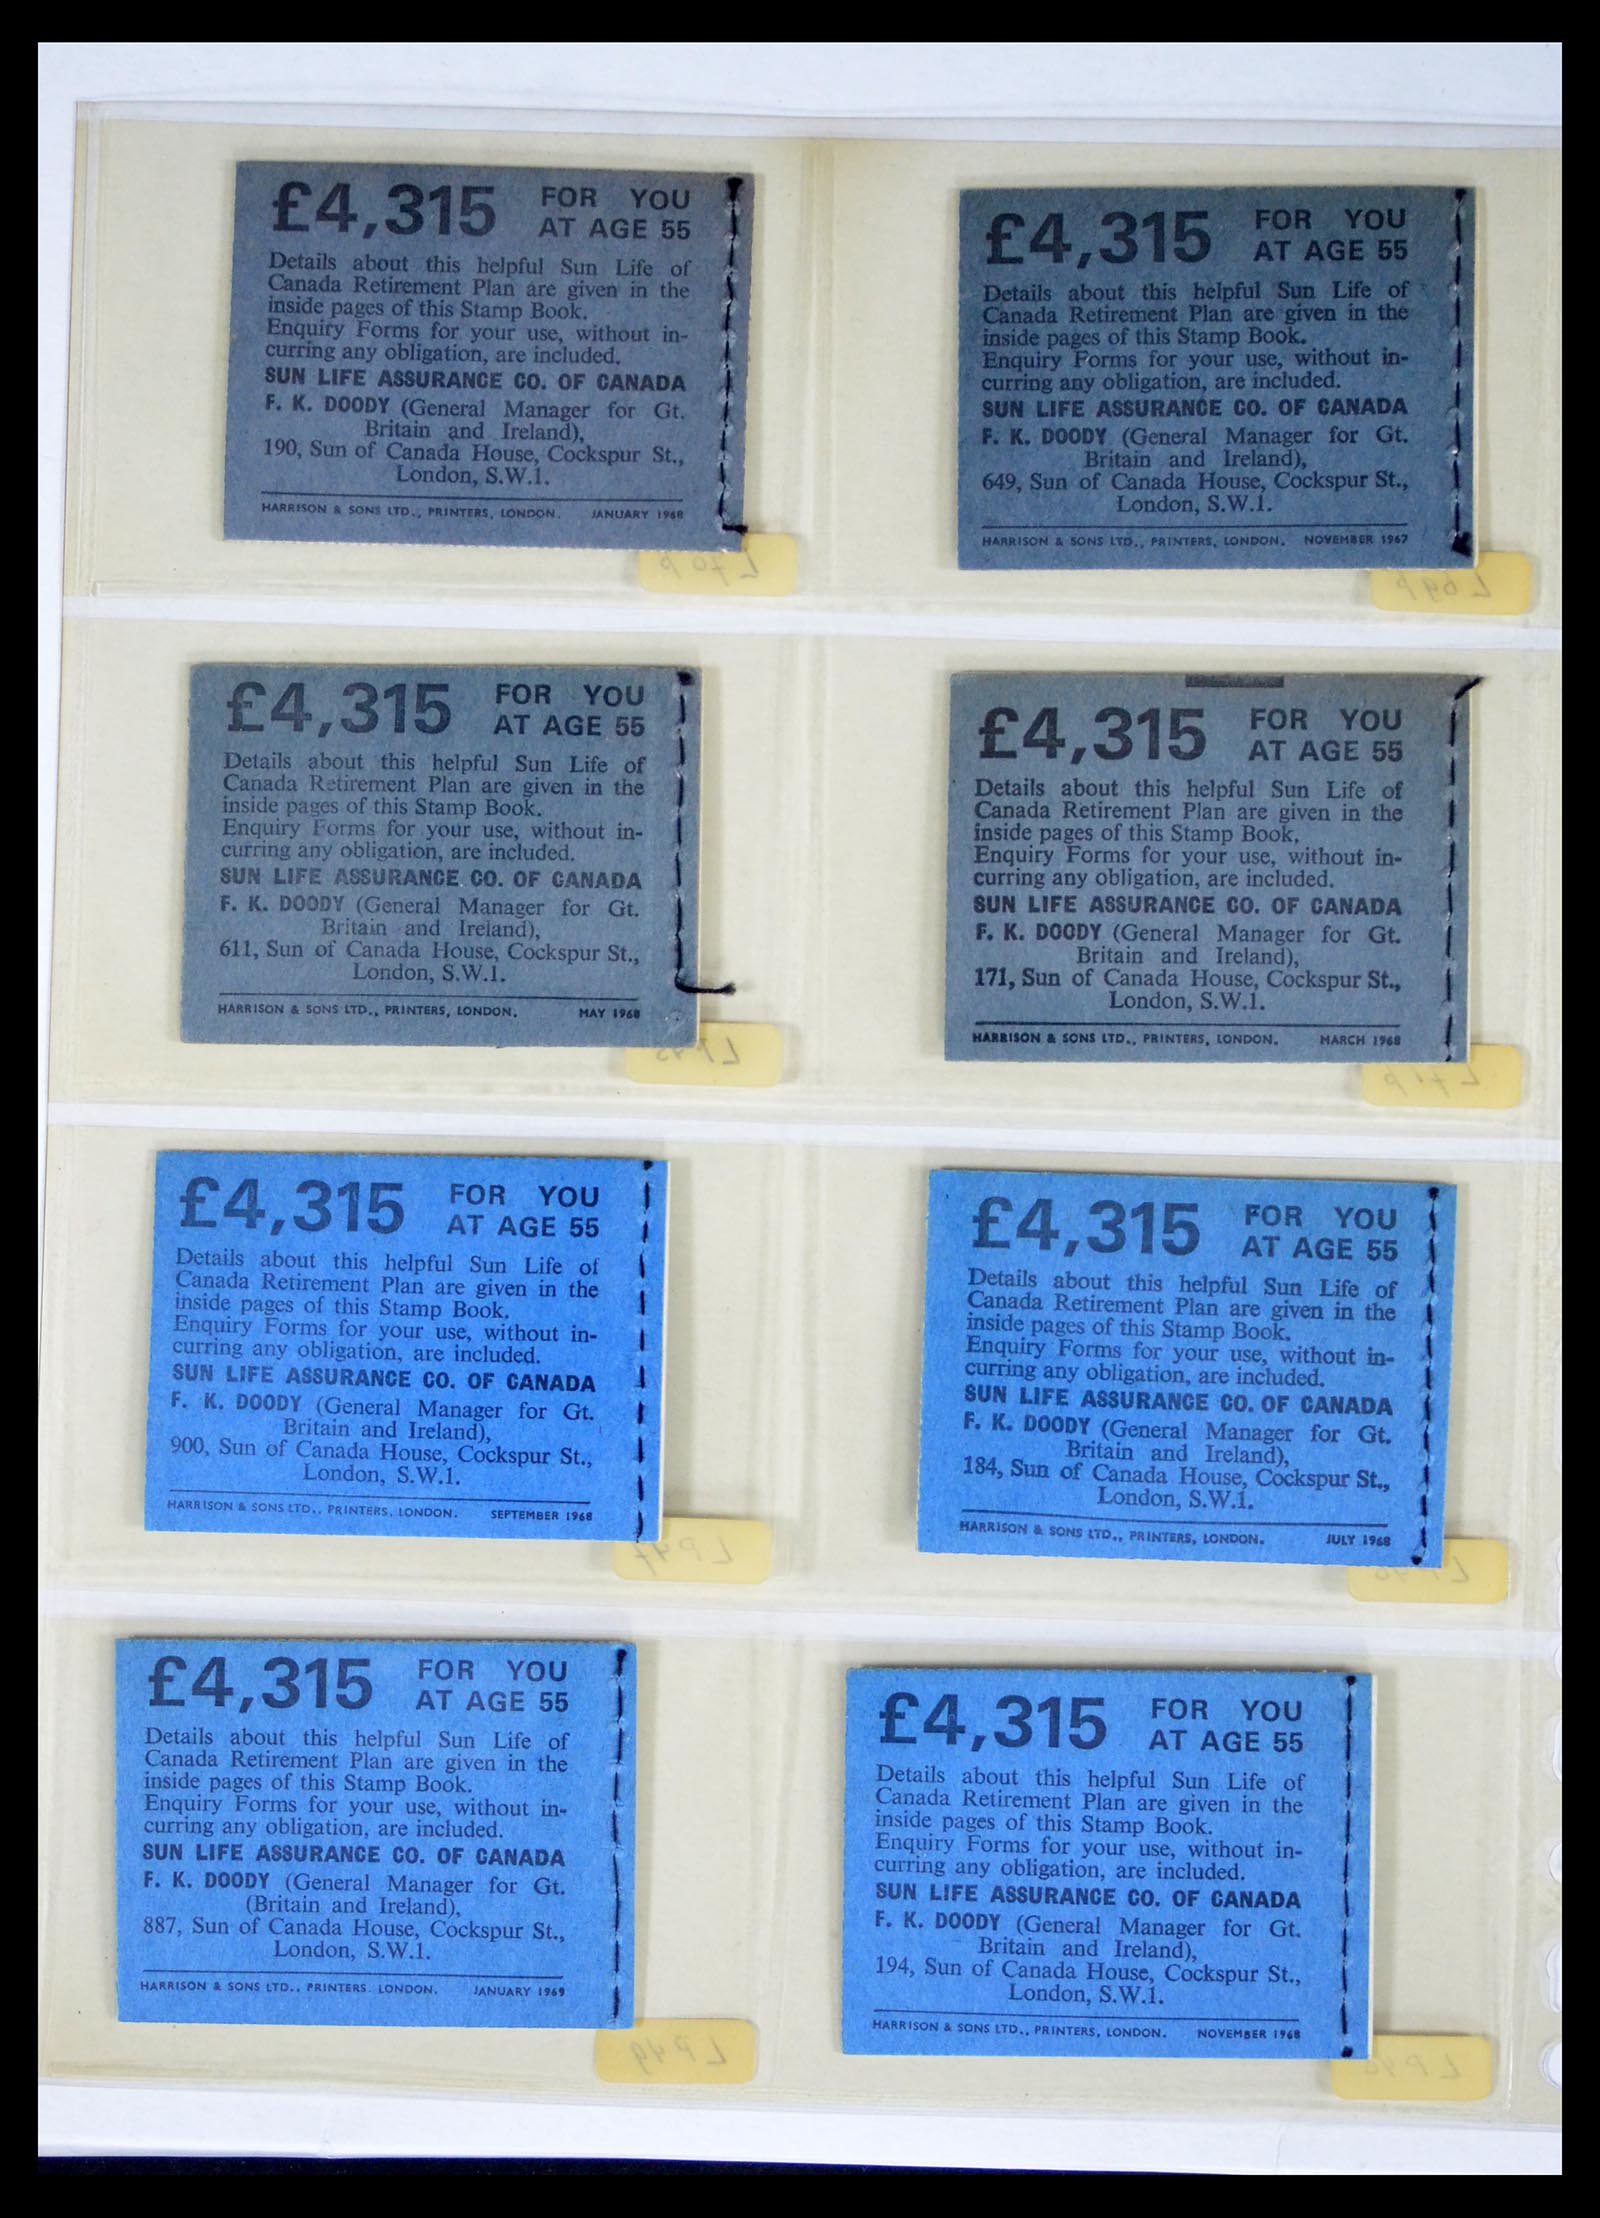 £4,315 FOR YOU
AT AGE 55
Details about this helpful Sun Life of
Canada Retirement Plan are given in the
inside pages of this Stamp Book.
Enquiry Forms for your use, without in-
curring any obligation, are included.
SUN LIFE ASSURANCE CO. OF CANADA
F. K. DOODY (General Manager for Gt.
Britain and Ireland),
190, Sun of Canada House, Cockspur St.,
London, S.W.1.
HARRISON & SONS LTD., PRINTERS, LONDON. JANUARY 1968
L70p
£4,315 FOR YOU
AT AGE 55
Details about this helpful Sun Life of
Canada Retirement Plan are given in the
inside pages of this Stamp Book.
Enquiry Forms for your use, without in-
curring any obligation, are included.
SUN LIFE ASSURANCE CO. OF CANADA
F. K. DOODY (General Manager for Gt.
Britain and Ireland),
649, Sun of Canada House, Cockspur St.,
London, S.W.1.
HARRISON & SONS LTD., PRINTERS, LONDON. NOVEMBER 1967
L69p
£4,315 FOR YOU
AT AGE 55
Details about this helpful Sun Life of
Canada Retirement Plan are given in the
inside pages of this Stamp Book.
Enquiry Forms for your use, without in-
curring any obligation, are included.
SUN LIFE ASSURANCE CO. OF CANADA
F. K. DOODY (General Manager for Gt.
Britain and Ireland),
611, Sun of Canada House, Cockspur St.,
London, S.W.1.
HARRISON & SONS LTD., PRINTERS, LONDON. MAY 1968
£4,315 FOR YOU
AT AGE 55
Details about this helpful Sun Life of
Canada Retirement Plan are given in the
inside pages of this Stamp Book,
Enquiry Forms for your use, without in-
curring any obligation, are included.
SUN LIFE ASSURANCE CO. OF CANADA
F. K. DOODY (General Manager for Gt.
Britain and Ireland),
171, Sun of Canada House, Cockspur St.,
London, S.W.1.
HARRISON & SONS LTD., PRINTERS, LONDON. MARCH 1968
L71p
£4,315 FOR YOU
AT AGE 55
Details about this helpful Sun Life of
Canada Retirement Plan are given in the
inside pages of this Stamp Book.
Enquiry Forms for your use, without in-
curring any obligation, are included.
SUN LIFE ASSURANCE CO. OF CANADA
F. K. DOODY (General Manager for Gt.
Britain and Ireland),
900, Sun of Canada House, Cockspur St.,
London, S.W.1.
HARRISON & SONS LTD., PRINTERS, LONDON. SEPTEMBER 1968
LP47
£4,315 FOR YOU
AT AGE 55
Details about this helpful Sun Life of
Canada Retirement Plan are given in the
inside pages of this Stamp Book.
Enquiry Forms for your use, without in-
curring any obligation, are included.
SUN LIFE ASSURANCE CO. OF CANADA
F. K. DOODY (General Manager for Gt.
Britain and Ireland),
184, Sun of Canada House, Cockspur St.,
London, S.W.1.
HARRISON & SONS LTD., PRINTERS, LONDON. JULY 1968
£4,315 FOR YOU
AT AGE 55
Details about this helpful Sun Life of
Canada Retirement Plan are given in the
inside pages of this Stamp Book.
Enquiry Forms for your use, without in-
curring any obligation, are included.
SUN LIFE ASSURANCE CO. OF CANADA
F. K. DOODY (General Manager for Gt.
(Britain and Ireland),
887, Sun of Canada House, Cockspur St.,
London, S.W.1.
HARRISON & SONS LTD., PRINTERS. LONDON. JANUARY 1969
LP49
£4,315 FOR YOU
AT AGE 55
Details about this helpful Sun Life of
Canada Retirement Plan are given in the
inside pages of this Stamp Book.
Enquiry Forms for your use, without in-
curring any obligation, are included.
SUN LIFE ASSURANCE CO. OF CANADA
F. K. DOODY (General Manager for Gt.
Britain and Ireland),
194, Sun of Canada House, Cockspur St.,
London, S.W.1.
HARRISON & SONS LTD., PRINTERS, LONDON. NOVEMBER 1968